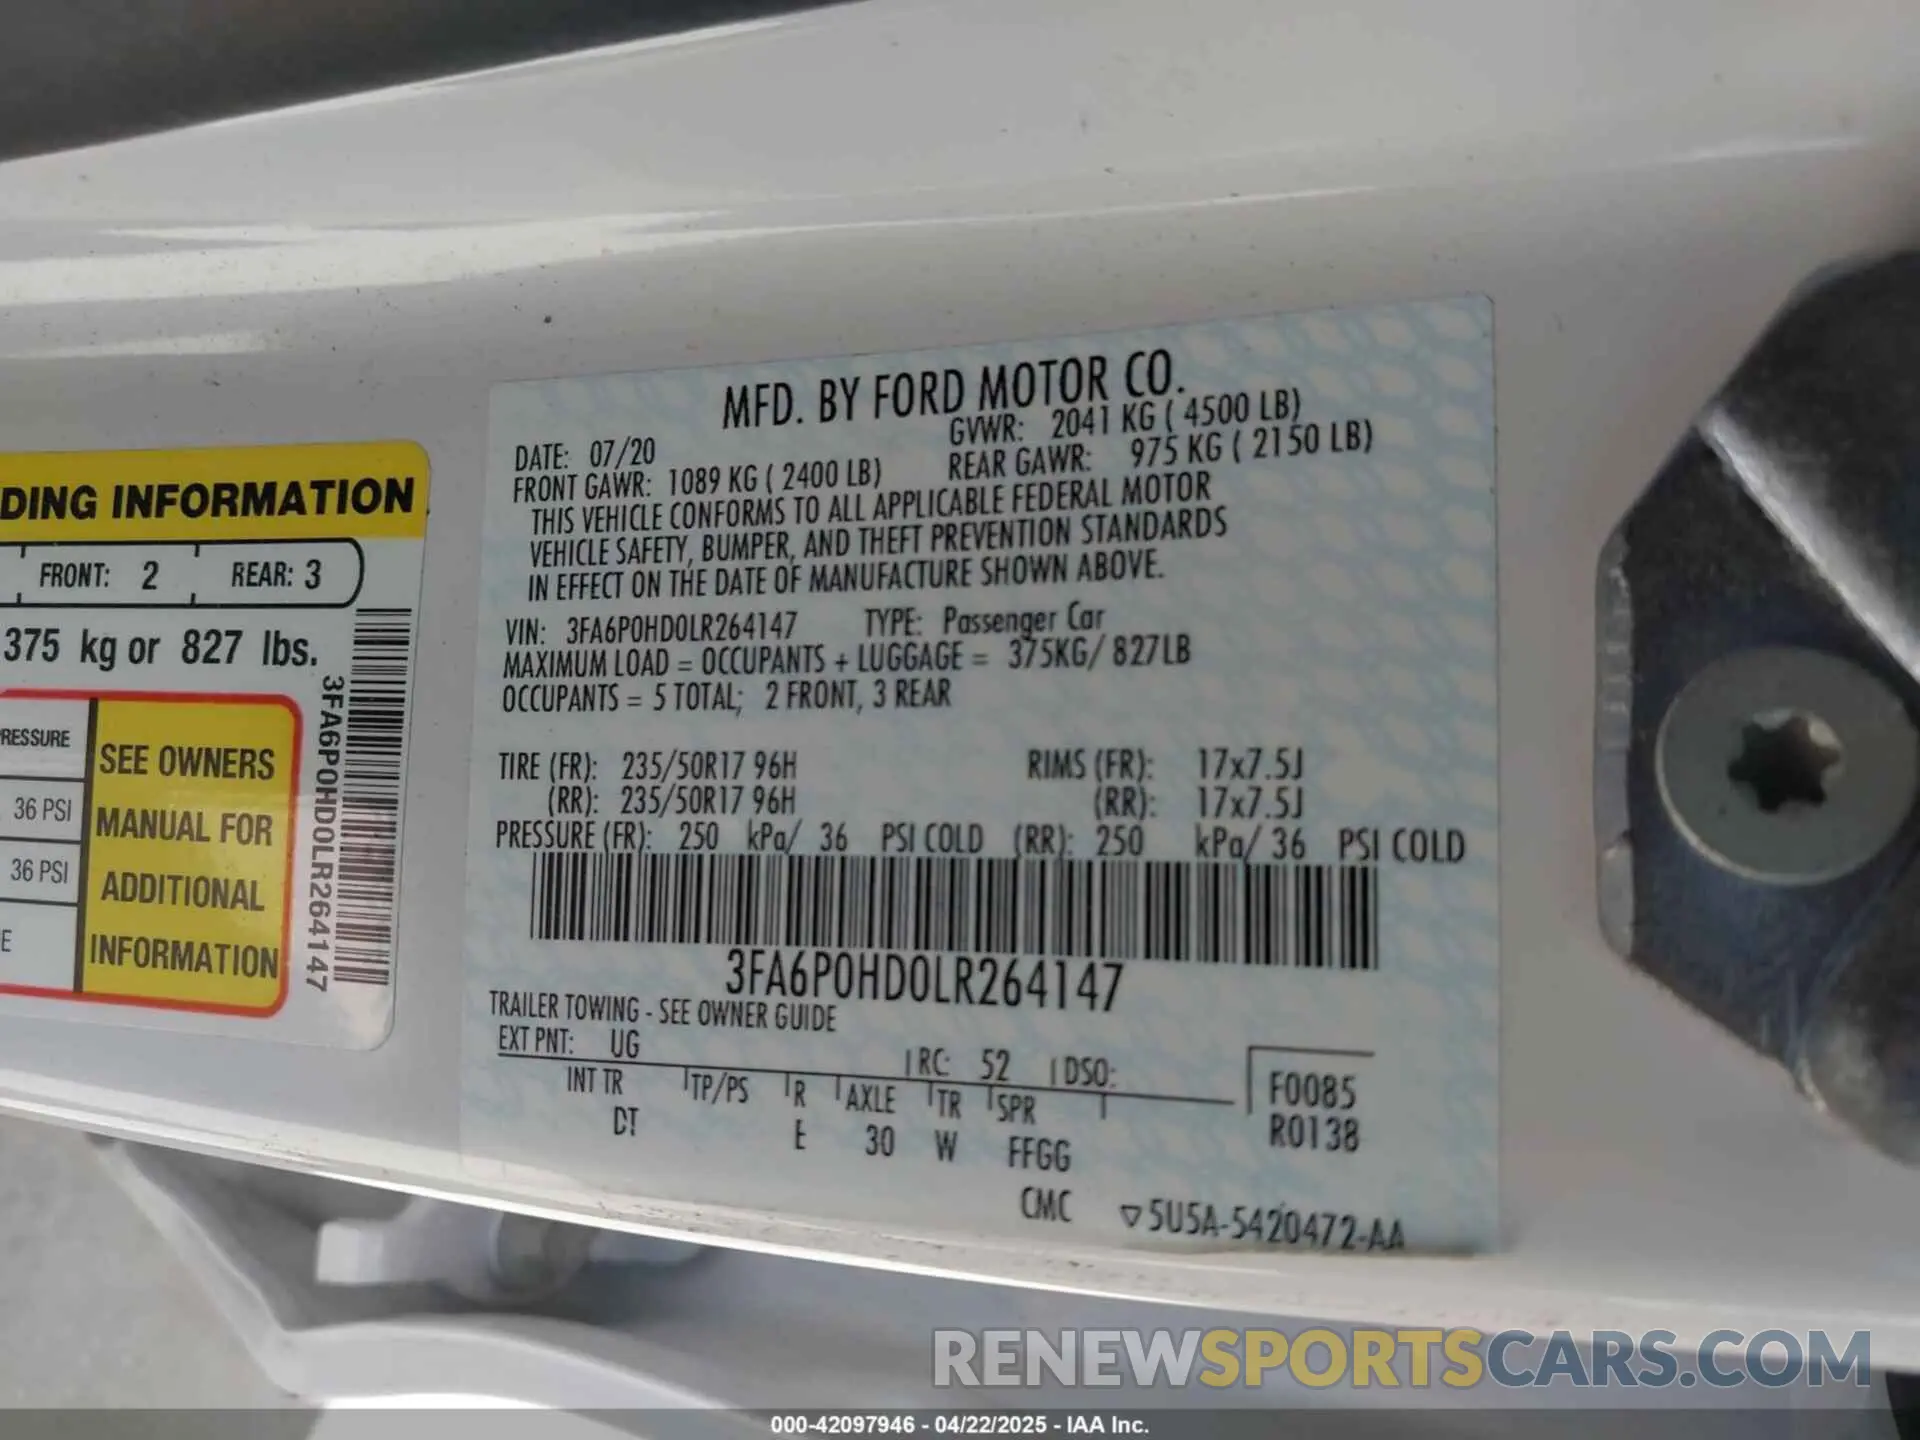 DING INFORMATION
FRONT: 2 REAR: 3
375 kg or 827 lbs.
RESSURE
36 PSI
36 PSI
E
SEE OWNERS
MANUAL FOR
ADDITIONAL
INFORMATION
3FA6P0HD0LR264147
MFD. BY FORD MOTOR CO.
DATE: 07/20 GVWR: 2041 KG ( 4500 LB)
FRONT GAWR: 1089 KG ( 2400 LB) REAR GAWR: 975 KG ( 2150 LB)
THIS VEHICLE CONFORMS TO ALL APPLICABLE FEDERAL MOTOR
VEHICLE SAFETY, BUMPER, AND THEFT PREVENTION STANDARDS
IN EFFECT ON THE DATE OF MANUFACTURE SHOWN ABOVE.
VIN: 3FA6P0HD0LR264147 TYPE: Passenger Car
MAXIMUM LOAD = OCCUPANTS + LUGGAGE = 375KG/ 827LB
OCCUPANTS = 5 TOTAL; 2 FRONT, 3 REAR
TIRE (FR): 235/50R17 96H RIMS (FR): 17x7.5J
(RR): 235/50R17 96H (RR): 17x7.5J
PRESSURE (FR): 250 kPa/ 36 PSI COLD (RR): 250 kPa/ 36 PSI COLD
3FA6P0HD0LR264147
TRAILER TOWING - SEE OWNER GUIDE
EXT PNT: UG RC: 52 DSO:
INT TR TP/PS R AXLE TR SPR
DT E 30 W FFGG
F0085
R0138
CMC ▽5U5A-5420472-AA
RENEWSPORTSCARS.COM
000-42097946 - 04/22/2025 - IAA Inc.